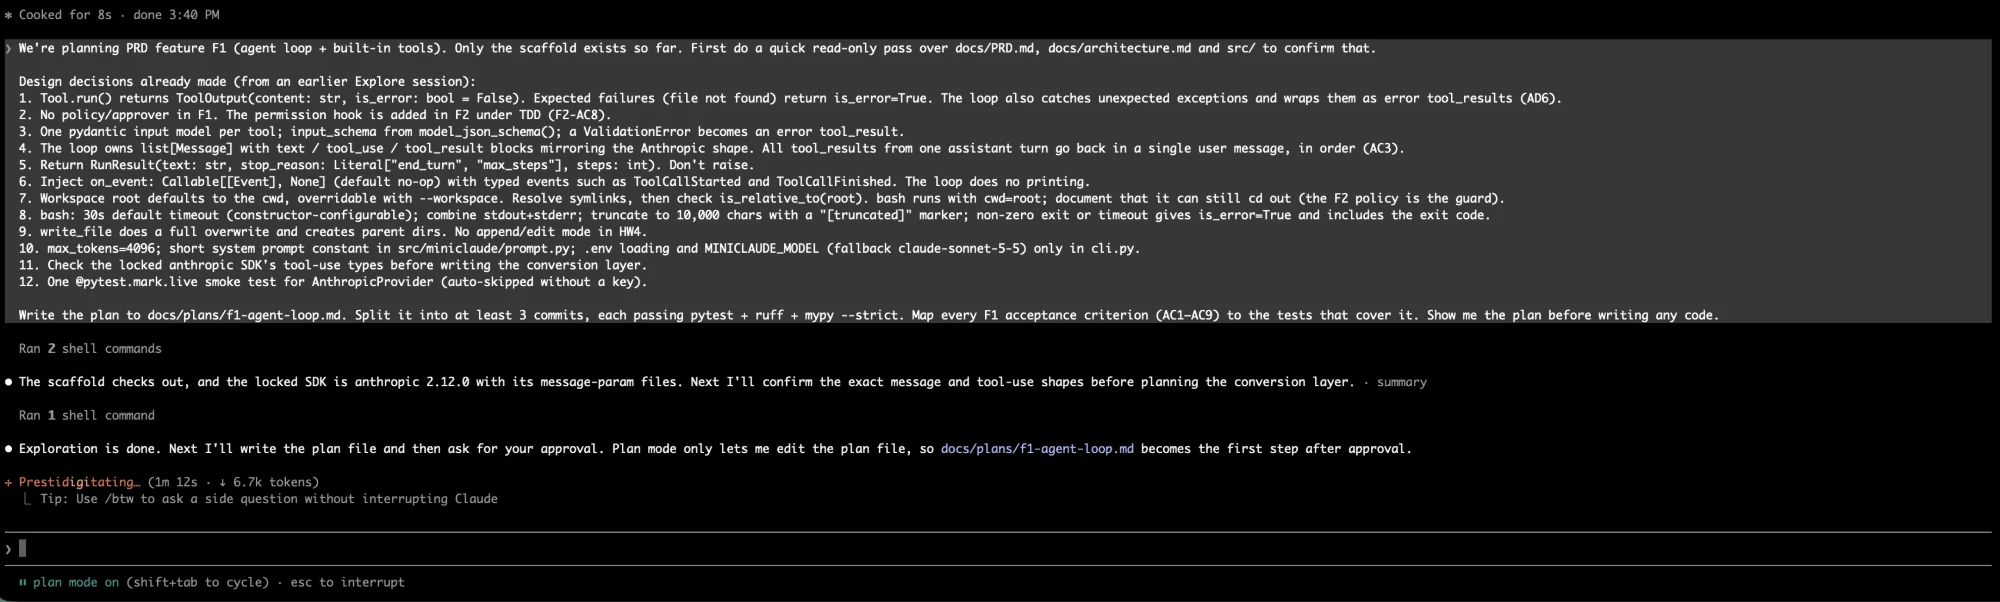 ✻ Cooked for 8s · done 3:40 PM
❯ We're planning PRD feature F1 (agent loop + built-in tools). Only the scaffold exists so far. First do a quick read-only pass over docs/PRD.md, docs/architecture.md and src/ to confirm that.
Design decisions already made (from an earlier Explore session):
1. Tool.run() returns ToolOutput(content: str, is_error: bool = False). Expected failures (file not found) return is_error=True. The loop also catches unexpected exceptions and wraps them as error tool_results (AD6).
2. No policy/approver in F1. The permission hook is added in F2 under TDD (F2-AC8).
3. One pydantic input model per tool; input_schema from model_json_schema(); a ValidationError becomes an error tool_result.
4. The loop owns list[Message] with text / tool_use / tool_result blocks mirroring the Anthropic shape. All tool_results from one assistant turn go back in a single user message, in order (AC3).
5. Return RunResult(text: str, stop_reason: Literal["end_turn", "max_steps"], steps: int). Don't raise.
6. Inject on_event: Callable[[Event], None] (default no-op) with typed events such as ToolCallStarted and ToolCallFinished. The loop does no printing.
7. Workspace root defaults to the cwd, overridable with --workspace. Resolve symlinks, then check is_relative_to(root). bash runs with cwd=root; document that it can still cd out (the F2 policy is the guard).
8. bash: 30s default timeout (constructor-configurable); combine stdout+stderr; truncate to 10,000 chars with a "[truncated]" marker; non-zero exit or timeout gives is_error=True and includes the exit code.
9. write_file does a full overwrite and creates parent dirs. No append/edit mode in HW4.
10. max_tokens=4096; short system prompt constant in src/miniclaude/prompt.py; .env loading and MINICLAUDE_MODEL (fallback claude-sonnet-5-5) only in cli.py.
11. Check the locked anthropic SDK's tool-use types before writing the conversion layer.
12. One @pytest.mark.live smoke test for AnthropicProvider (auto-skipped without a key).
Write the plan to docs/plans/f1-agent-loop.md. Split it into at least 3 commits, each passing pytest + ruff + mypy --strict. Map every F1 acceptance criterion (AC1–AC9) to the tests that cover it. Show me the plan before writing any code.
Ran 2 shell commands
● The scaffold checks out, and the locked SDK is anthropic 2.12.0 with its message-param files. Next I'll confirm the exact message and tool-use shapes before planning the conversion layer. · summary
Ran 1 shell command
● Exploration is done. Next I'll write the plan file and then ask for your approval. Plan mode only lets me edit the plan file, so docs/plans/f1-agent-loop.md becomes the first step after approval.
✢ Prestidigitating… (1m 12s · ↓ 6.7k tokens)
⎿ Tip: Use /btw to ask a side question without interrupting Claude
❯
⏸ plan mode on (shift+tab to cycle) · esc to interrupt